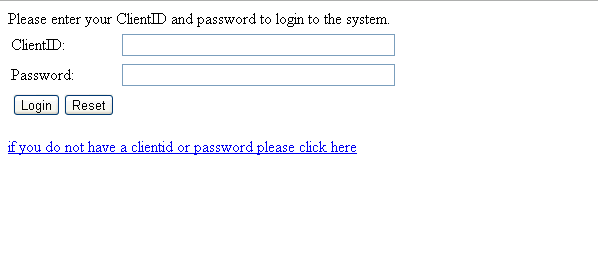 Please enter your ClientID and password to login to the system.
ClientID:
Password:
Login Reset
if you do not have a clientid or password please click here